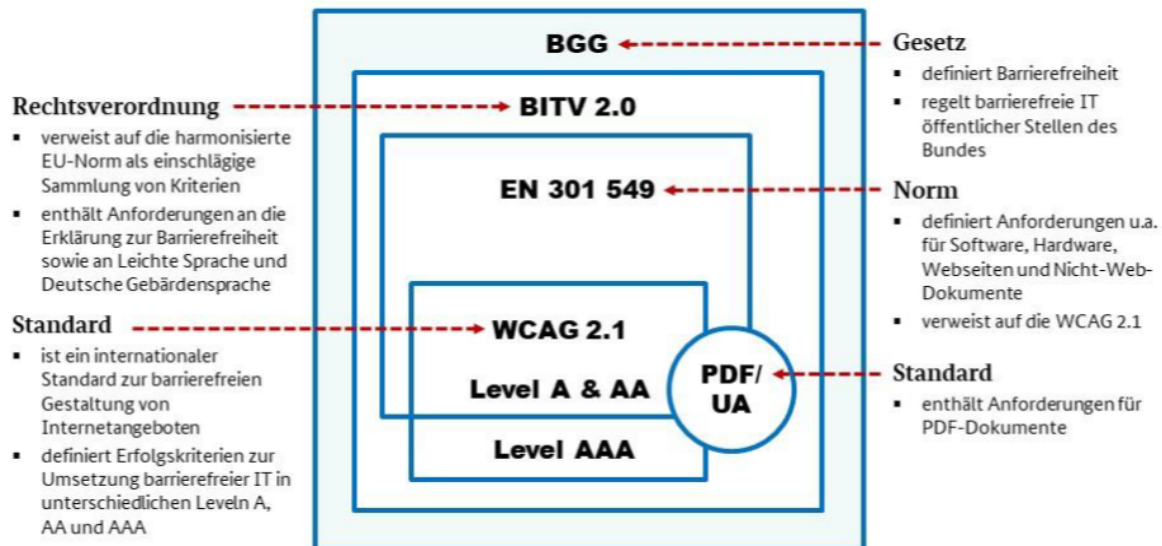 BGG
Gesetz
▪ definiert Barrierefreiheit
▪ regelt barrierefreie IT
öffentlicher Stellen des
Bundes
Rechtsverordnung
BITV 2.0
▪ verweist auf die harmonisierte
EU-Norm als einschlägige
Sammlung von Kriterien
▪ enthält Anforderungen an die
Erklärung zur Barrierefreiheit
sowie an Leichte Sprache und
Deutsche Gebärdensprache
EN 301 549
Norm
▪ definiert Anforderungen u.a.
für Software, Hardware,
Webseiten und Nicht-Web-
Dokumente
▪ verweist auf die WCAG 2.1
Standard
WCAG 2.1
▪ ist ein internationaler
Standard zur barrierefreien
Gestaltung von
Internetangeboten
▪ definiert Erfolgskriterien zur
Umsetzung barrierefreier IT in
unterschiedlichen Leveln A,
AA und AAA
Level A & AA
Level AAA
PDF/
UA
Standard
▪ enthält Anforderungen für
PDF-Dokumente